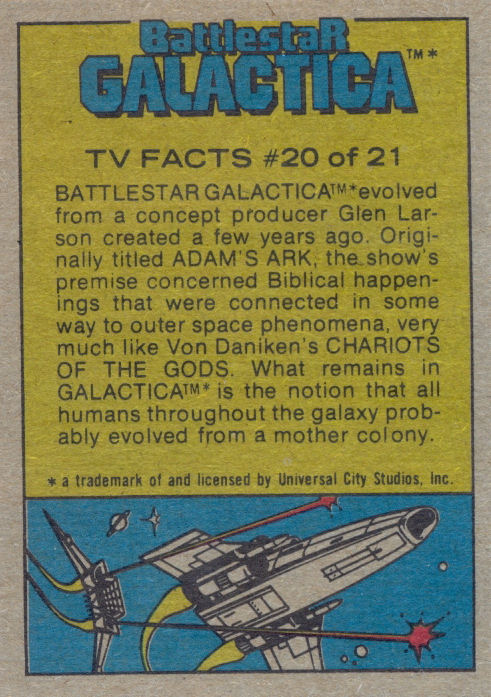 BattlestaR
GALACTICA™*
TV FACTS #20 of 21
BATTLESTAR GALACTICA™* evolved
from a concept producer Glen Lar-
son created a few years ago. Origi-
nally titled ADAM'S ARK, the show's
premise concerned Biblical happen-
ings that were connected in some
way to outer space phenomena, very
much like Von Daniken's CHARIOTS
OF THE GODS. What remains in
GALACTICA™* is the notion that all
humans throughout the galaxy prob-
ably evolved from a mother colony.
* a trademark of and licensed by Universal City Studios, Inc.